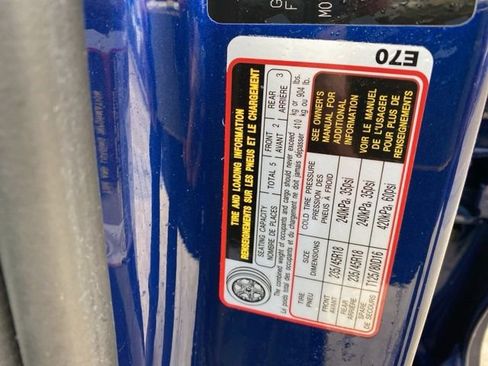 E70
TIRE AND LOADING INFORMATION
RENSEIGNEMENTS SUR LES PNEUS ET LE CHARGEMENT
SEATING CAPACITY TOTAL 5 FRONT 2 REAR 3
NOMBRE DE PLACES AVANT ARRIÈRE
The combined weight of occupants and cargo should never exceed 410 kg or 904 lbs.
Le poids total des occupants et du chargement ne doit jamais dépasser 410 kg ou 904 lb.
TIRE SIZE COLD TIRE PRESSURE
PNEU DIMENSIONS PRESSION DES PNEUS À FROID
FRONT 235/45R18 240kPa, 35psi
AVANT
REAR 235/45R18 240kPa, 35psi
ARRIÈRE
SPARE T125/80D16 420kPa, 60psi
DE SECOURS
SEE OWNER'S
MANUAL FOR
ADDITIONAL
INFORMATION
VOIR LE MANUEL
DE L'USAGER
POUR PLUS DE
RENSEIGNEMENTS